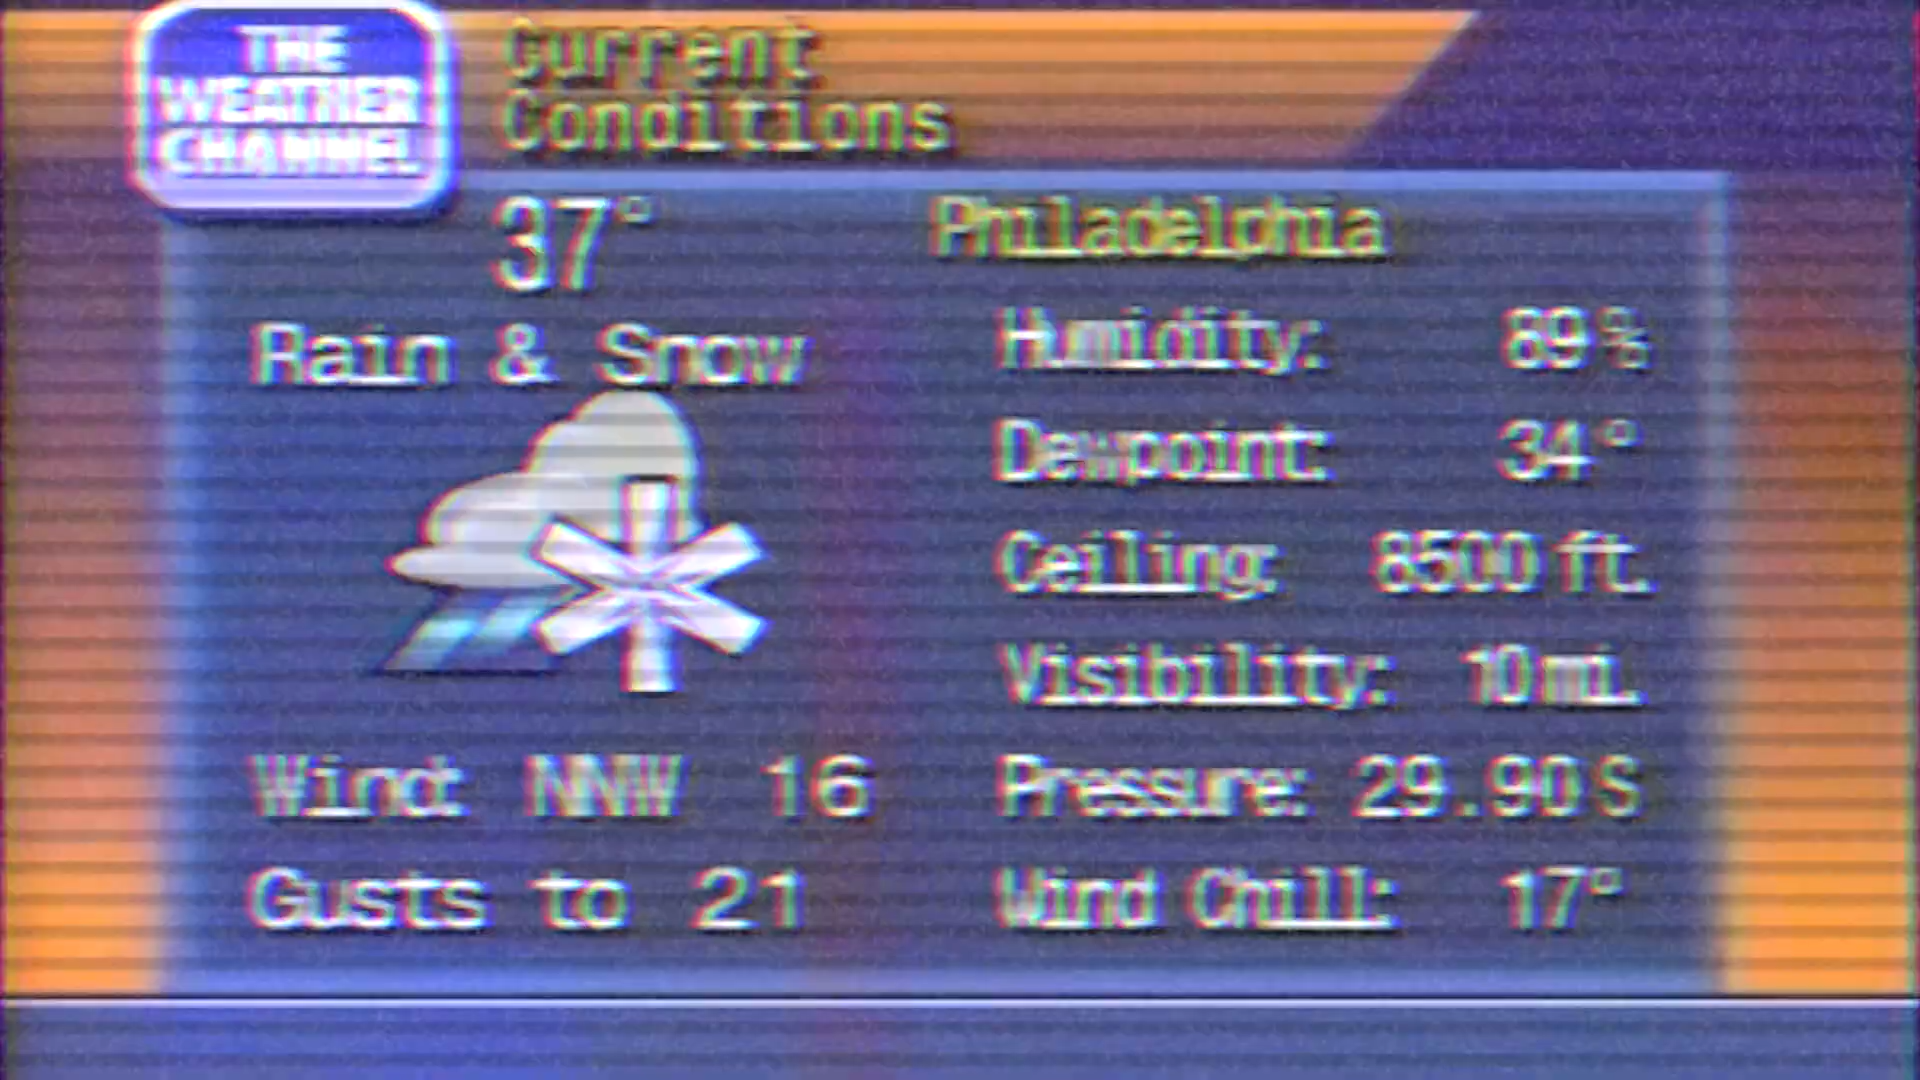 THE
WEATHER
CHANNEL
Current
Conditions
37°
Rain & Snow
Wind: NNW 16
Gusts to 21
Philadelphia
Humidity: 89%
Dewpoint: 34°
Ceiling: 8500 ft.
Visibility: 10 mi.
Pressure: 29.90 S
Wind Chill: 17°